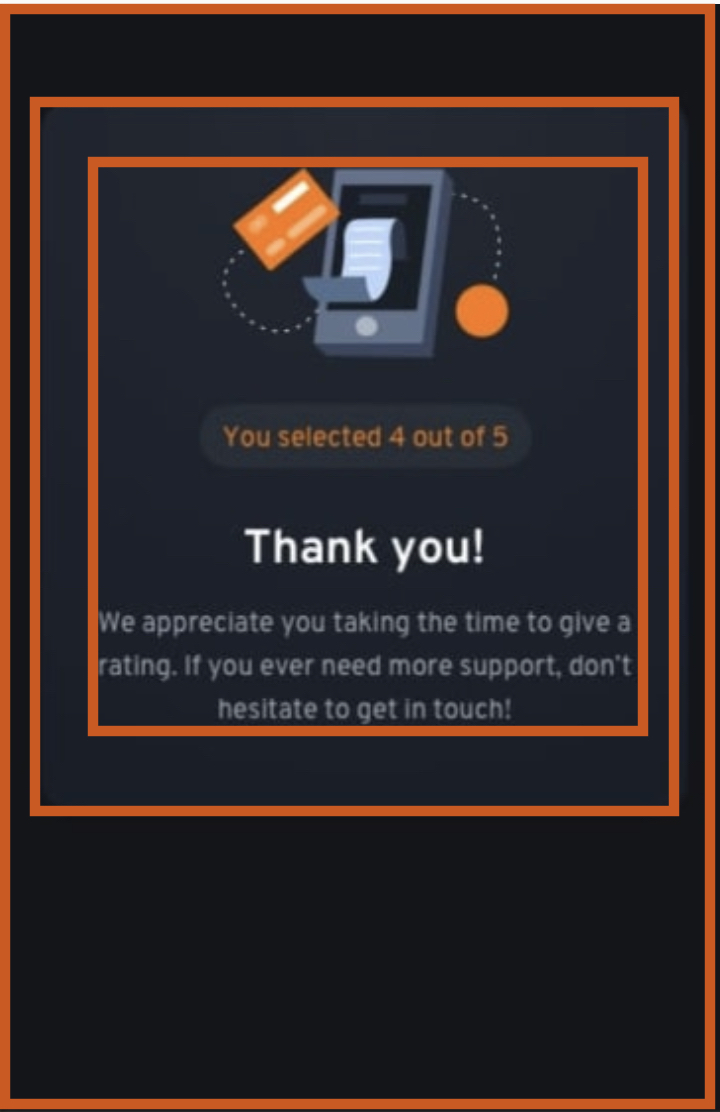 You selected 4 out of 5
Thank you!
We appreciate you taking the time to give a
rating. If you ever need more support, don't
hesitate to get in touch!